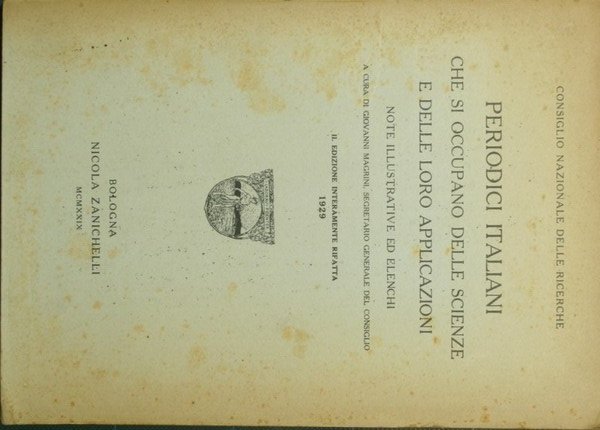 CONSIGLIO NAZIONALE DELLE RICERCHE
PERIODICI ITALIANI
CHE SI OCCUPANO DELLE SCIENZE
E DELLE LORO APPLICAZIONI
NOTE ILLUSTRATIVE ED ELENCHI
A CURA DI GIOVANNI MAGRINI, SEGRETARIO GENERALE DEL CONSIGLIO
II. EDIZIONE INTERAMENTE RIFATTA
1929
BOLOGNA
NICOLA ZANICHELLI
MCMXXIX